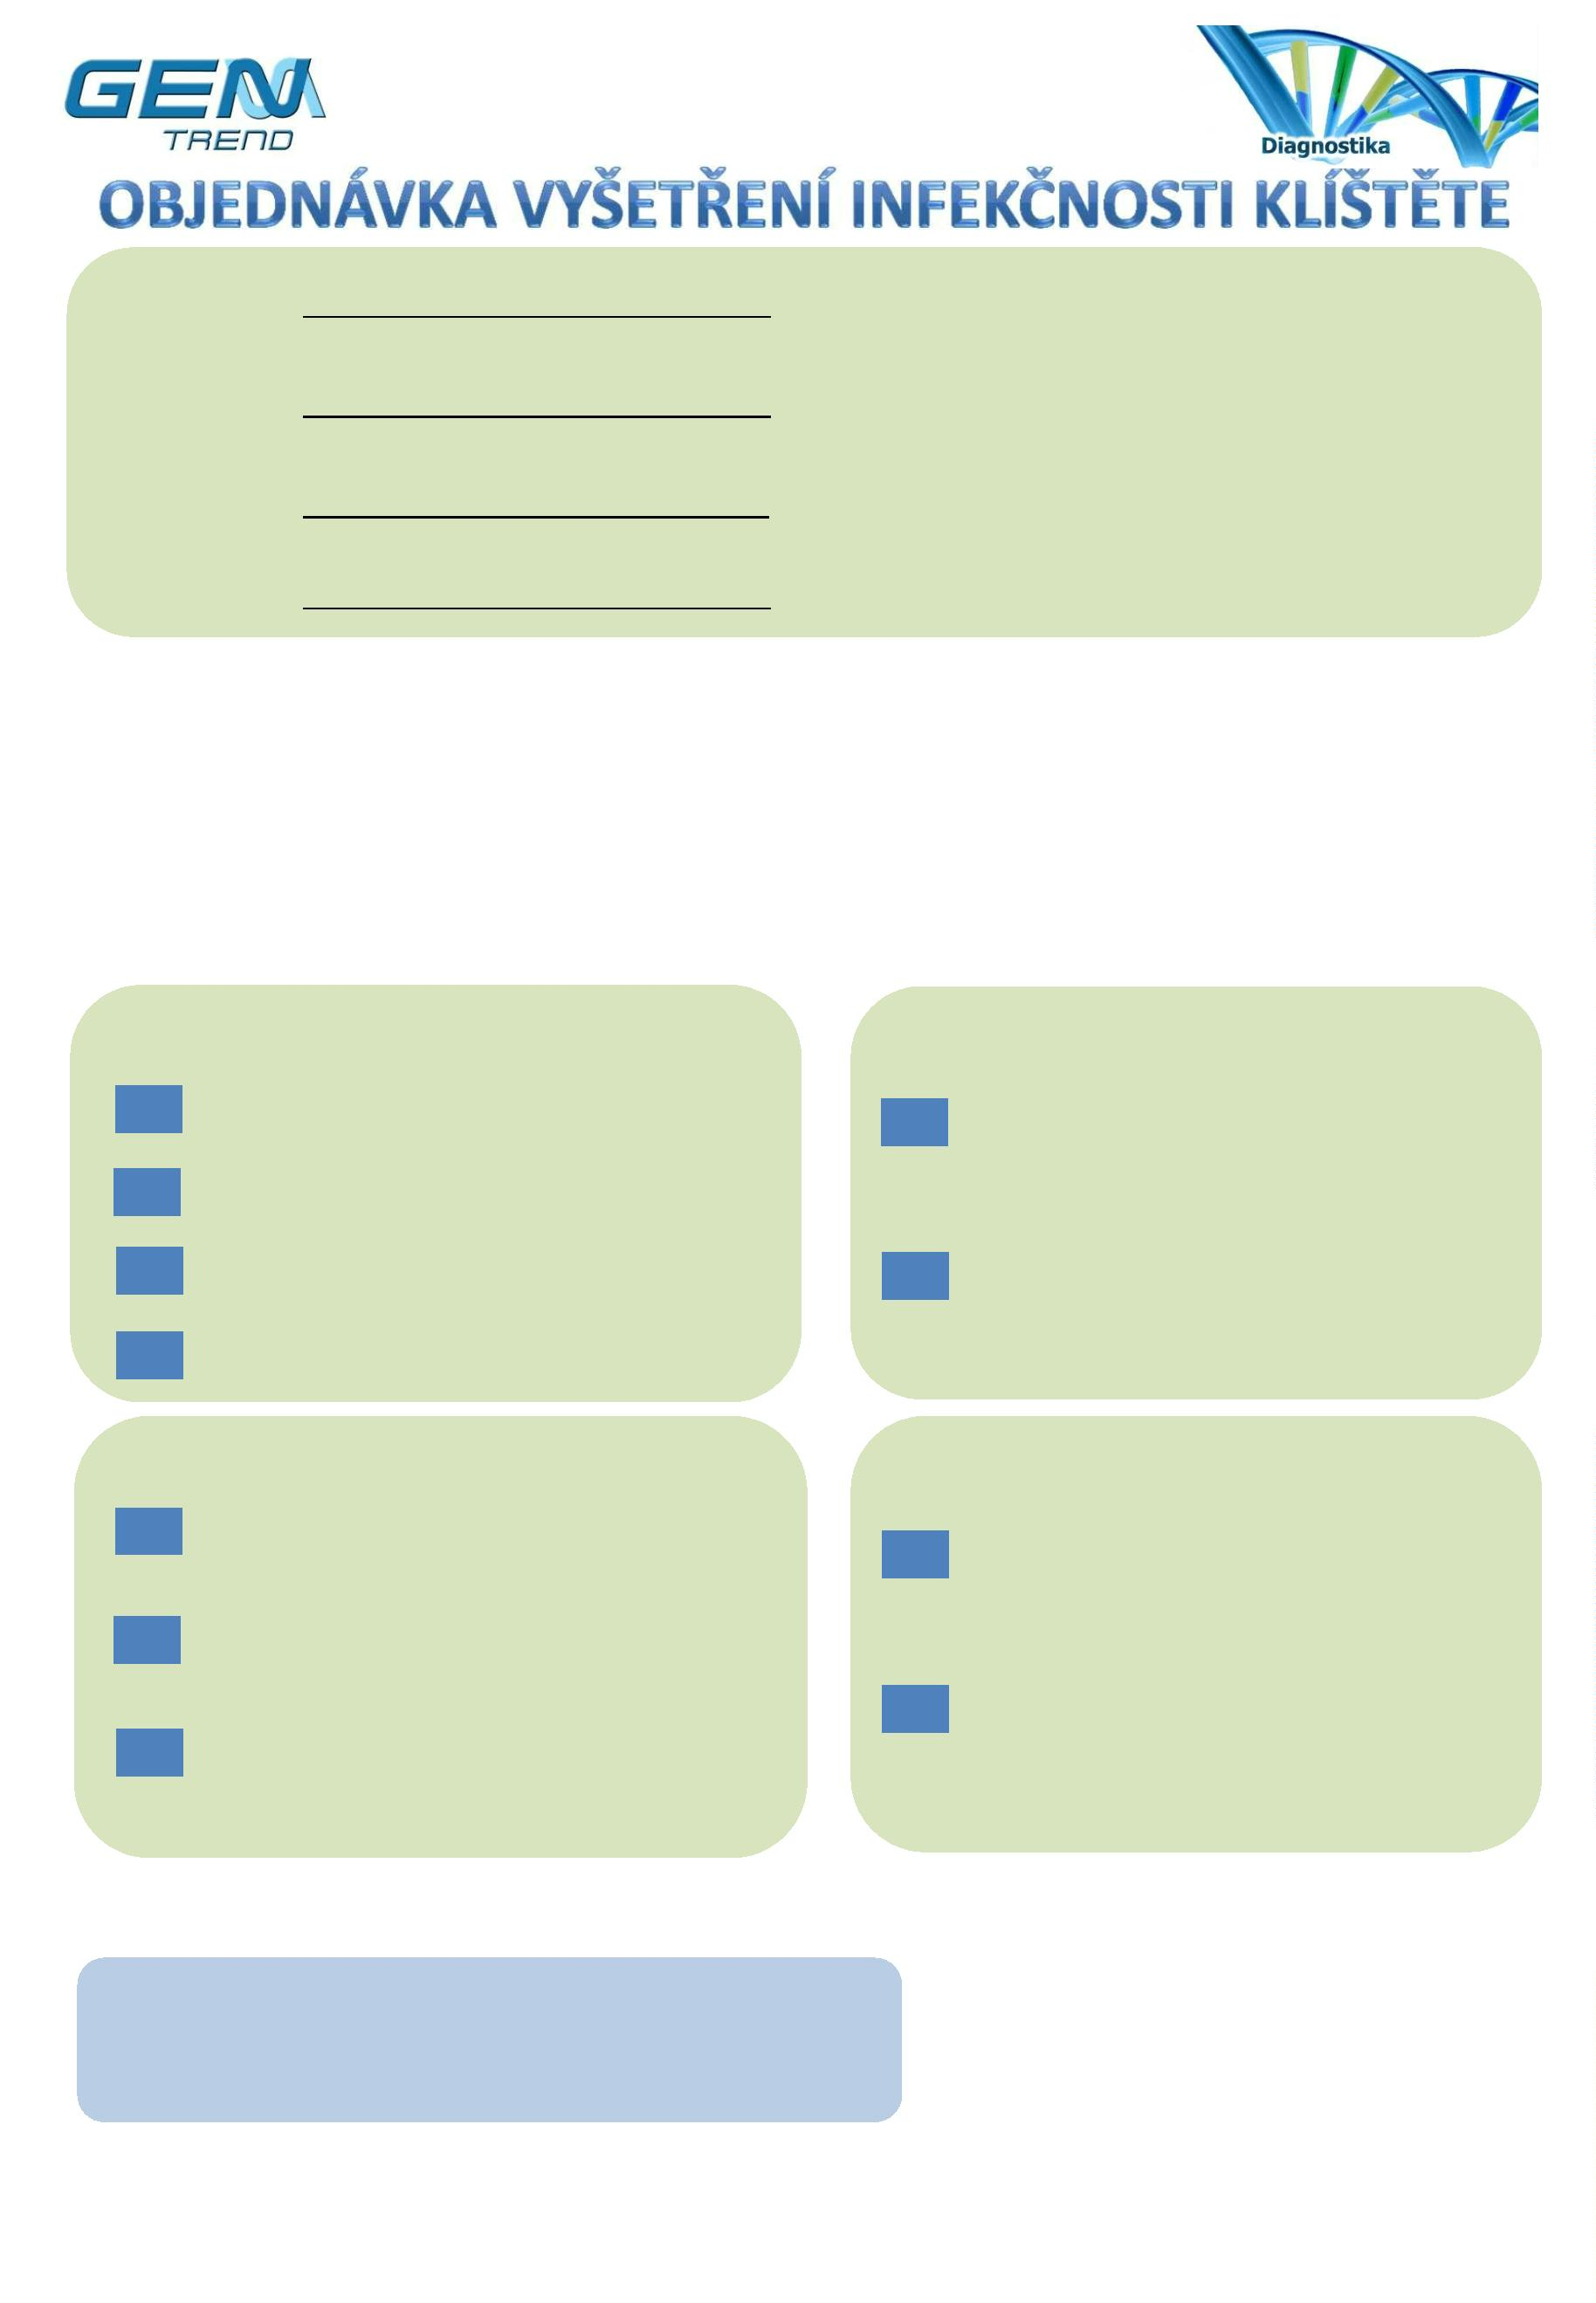 GEN
TREND
Diagnostika
OBJEDNÁVKA VYŠETŘENÍ INFEKČNOSTI KLÍŠTĚTE